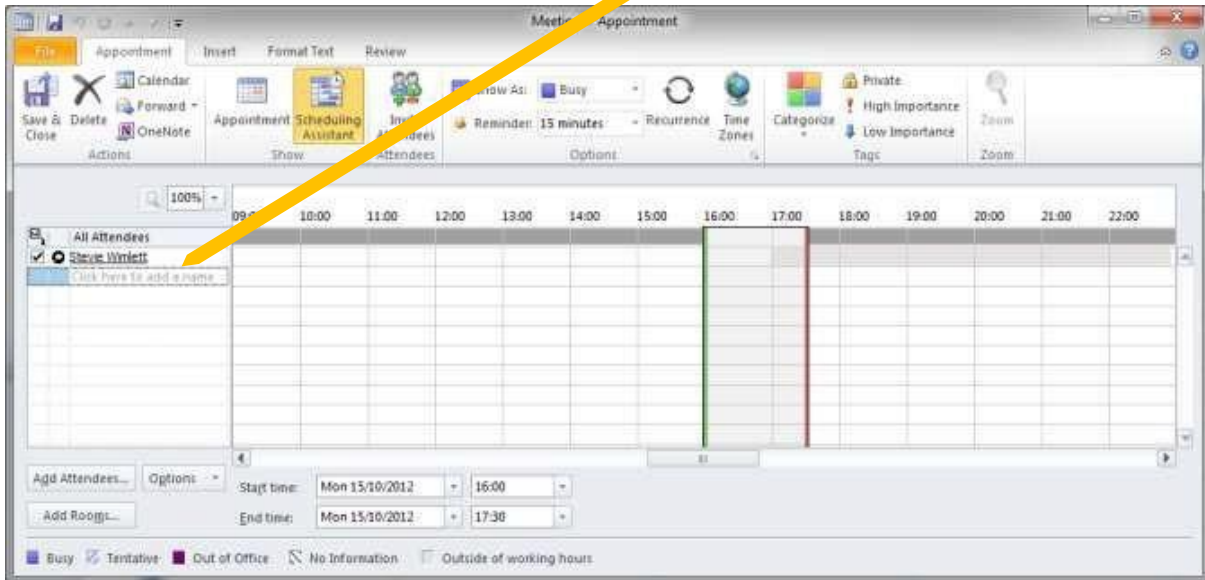 Meeting - Appointment
File Appointment Insert Format Text Review
Save & Close
Delete
Calendar
Forward
OneNote
Actions
Appointment
Scheduling Assistant
Show
Attendees
Attendees
Show As: Busy
Reminder: 15 minutes
Recurrence
Time Zones
Options
Categorize
Private
High Importance
Low Importance
Tags
Zoom
Zoom
100%
10:00 11:00 12:00 13:00 14:00 15:00 16:00 17:00 18:00 19:00 20:00 21:00 22:00
All Attendees
Stevie
Click here to add a name
Add Attendees... Options
Start time: Mon 15/10/2012 16:00
Add Rooms...
End time: Mon 15/10/2012 17:30
Busy Tentative Out of Office No Information Outside of working hours